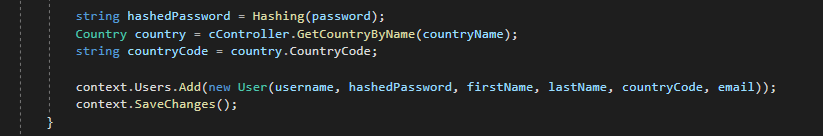 string hashedPassword = Hashing(password);
Country country = cController.GetCountryByName(countryName);
string countryCode = country.CountryCode;
context.Users.Add(new User(username, hashedPassword, firstName, lastName, countryCode, email));
context.SaveChanges();
}